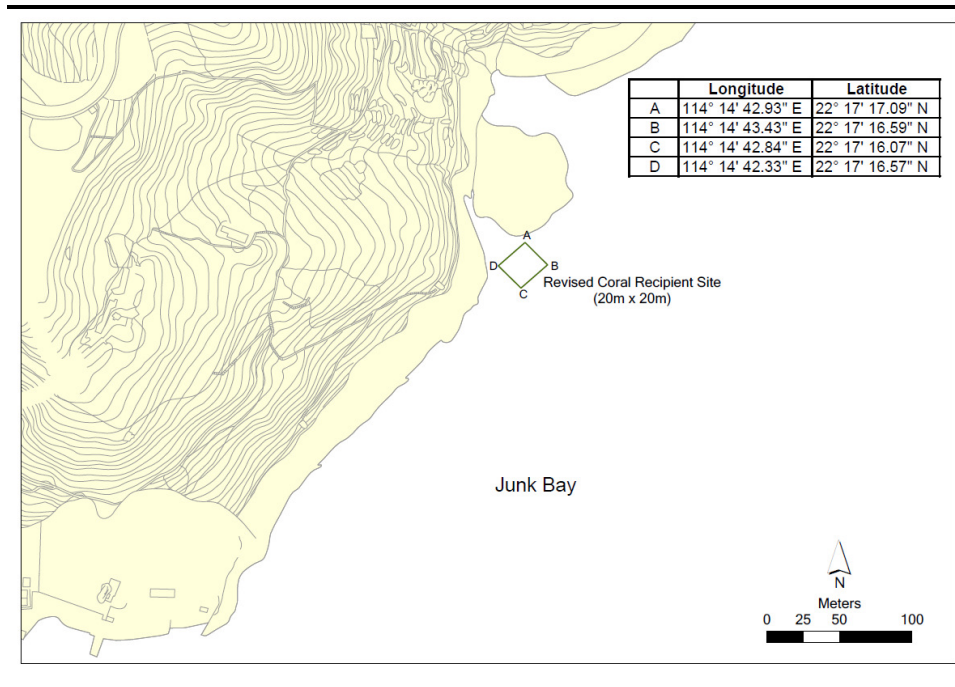 Longitude Latitude
A 114° 14' 42.93" E 22° 17' 17.09" N
B 114° 14' 43.43" E 22° 17' 16.59" N
C 114° 14' 42.84" E 22° 17' 16.07" N
D 114° 14' 42.33" E 22° 17' 16.57" N
A
D
B
C
Revised Coral Recipient Site
(20m x 20m)
Junk Bay
N
Meters
0 25 50 100